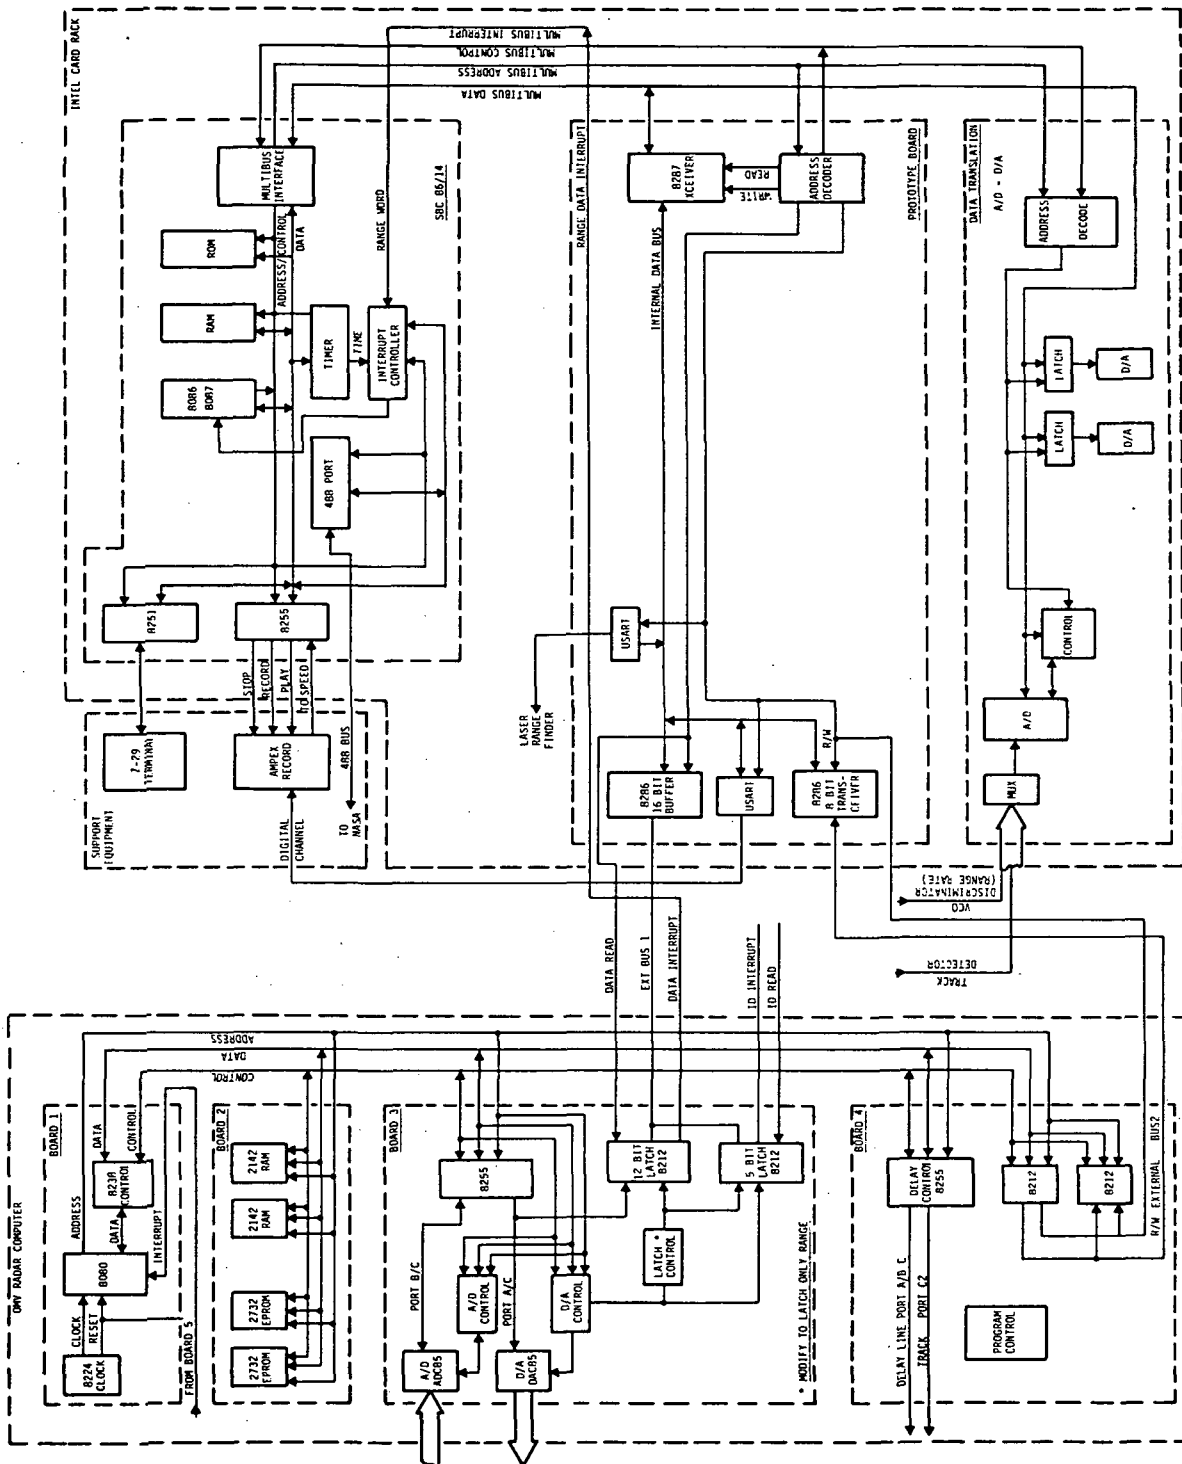 INTEL CARD RACK
MULTIBUS INTERRUPT
MULTIBUS CONTROL
MULTIBUS ADDRESS
MULTIBUS DATA
SBC 86/14
MULTIBUS
INTERFACE
ROM
ADDRESS/CONTROL
DATA
RAM
8086
8087
TIMER
TIME
INTERRUPT
CONTROLLER
RANGE WORD
488 PORT
8251
8255
STOP
RECORD
PLAY
TO SPEED
SUPPORT
EQUIPMENT
Z-29
TERMINAL
AMPEX
RECORD
DIGITAL
CHANNEL
488 BUS
TO
NASA
RANGE DATA INTERRUPT
PROTOTYPE BOARD
8287
XCEIVER
READ
WRITE
ADDRESS
DECODER
INTERNAL DATA BUS
USART
LASER
RANGE
FINDER
8286
16 BIT
BUFFER
USART
8286
8 BIT
TRANS-
CEIVER
R/W
DATA TRANSLATION
A/D - D/A
ADDRESS
DECODE
LATCH
D/A
LATCH
D/A
CONTROL
A/D
MUX
VCO
DISCRIMINATOR
(RANGE RATE)
TRACK
DETECTOR
DATA READ
EXT BUS 1
DATA INTERRUPT
ID INTERRUPT
ID READ
OMV RADAR COMPUTER
ADDRESS
DATA
CONTROL
BOARD 1
DATA
CONTROL
8238
CONTROL
ADDRESS
DATA
INTERRUPT
8080
CLOCK
RESET
8224
CLOCK
FROM BOARD 5
BOARD 2
2142
RAM
2142
RAM
2732
EPROM
2732
EPROM
BOARD 3
8255
12 BIT
LATCH
8212
5 BIT
LATCH
8212
LATCH *
CONTROL
PORT B/C
A/D
CONTROL
PORT A/C
D/A
CONTROL
A/D
ADC85
D/A
DAC85
* MODIFY TO LATCH ONLY RANGE
BOARD 4
DELAY
CONTROL
8255
8212
8212
R/W EXTERNAL BUS2
DELAY LINE PORT A/B C
TRACK PORT C2
PROGRAM
CONTROL